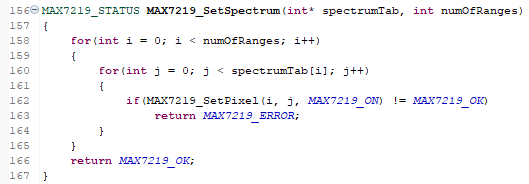 156 MAX7219_STATUS MAX7219_SetSpectrum(int* spectrumTab, int numOfRanges)
157 {
158     for(int i = 0; i < numOfRanges; i++)
159     {
160         for(int j = 0; j < spectrumTab[i]; j++)
161         {
162             if(MAX7219_SetPixel(i, j, MAX7219_ON) != MAX7219_OK)
163                 return MAX7219_ERROR;
164         }
165     }
166     return MAX7219_OK;
167 }